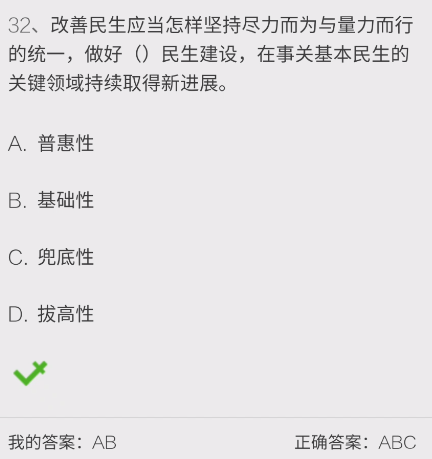 32、改善民生应当怎样坚持尽力而为与量力而行
的统一，做好（）民生建设，在事关基本民生的
关键领域持续取得新进展。
A. 普惠性
B. 基础性
C. 兜底性
D. 拔高性
我的答案：AB 正确答案：ABC